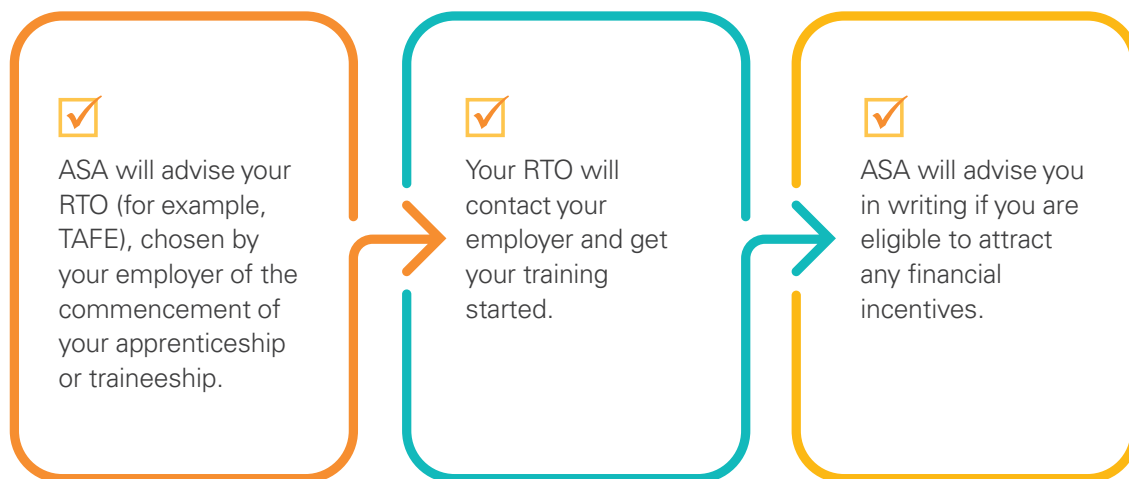 ASA will advise your
RTO (for example,
TAFE), chosen by
your employer of the
commencement of
your apprenticeship
or traineeship.
Your RTO will
contact your
employer and get
your training
started.
ASA will advise you
in writing if you are
eligible to attract
any financial
incentives.